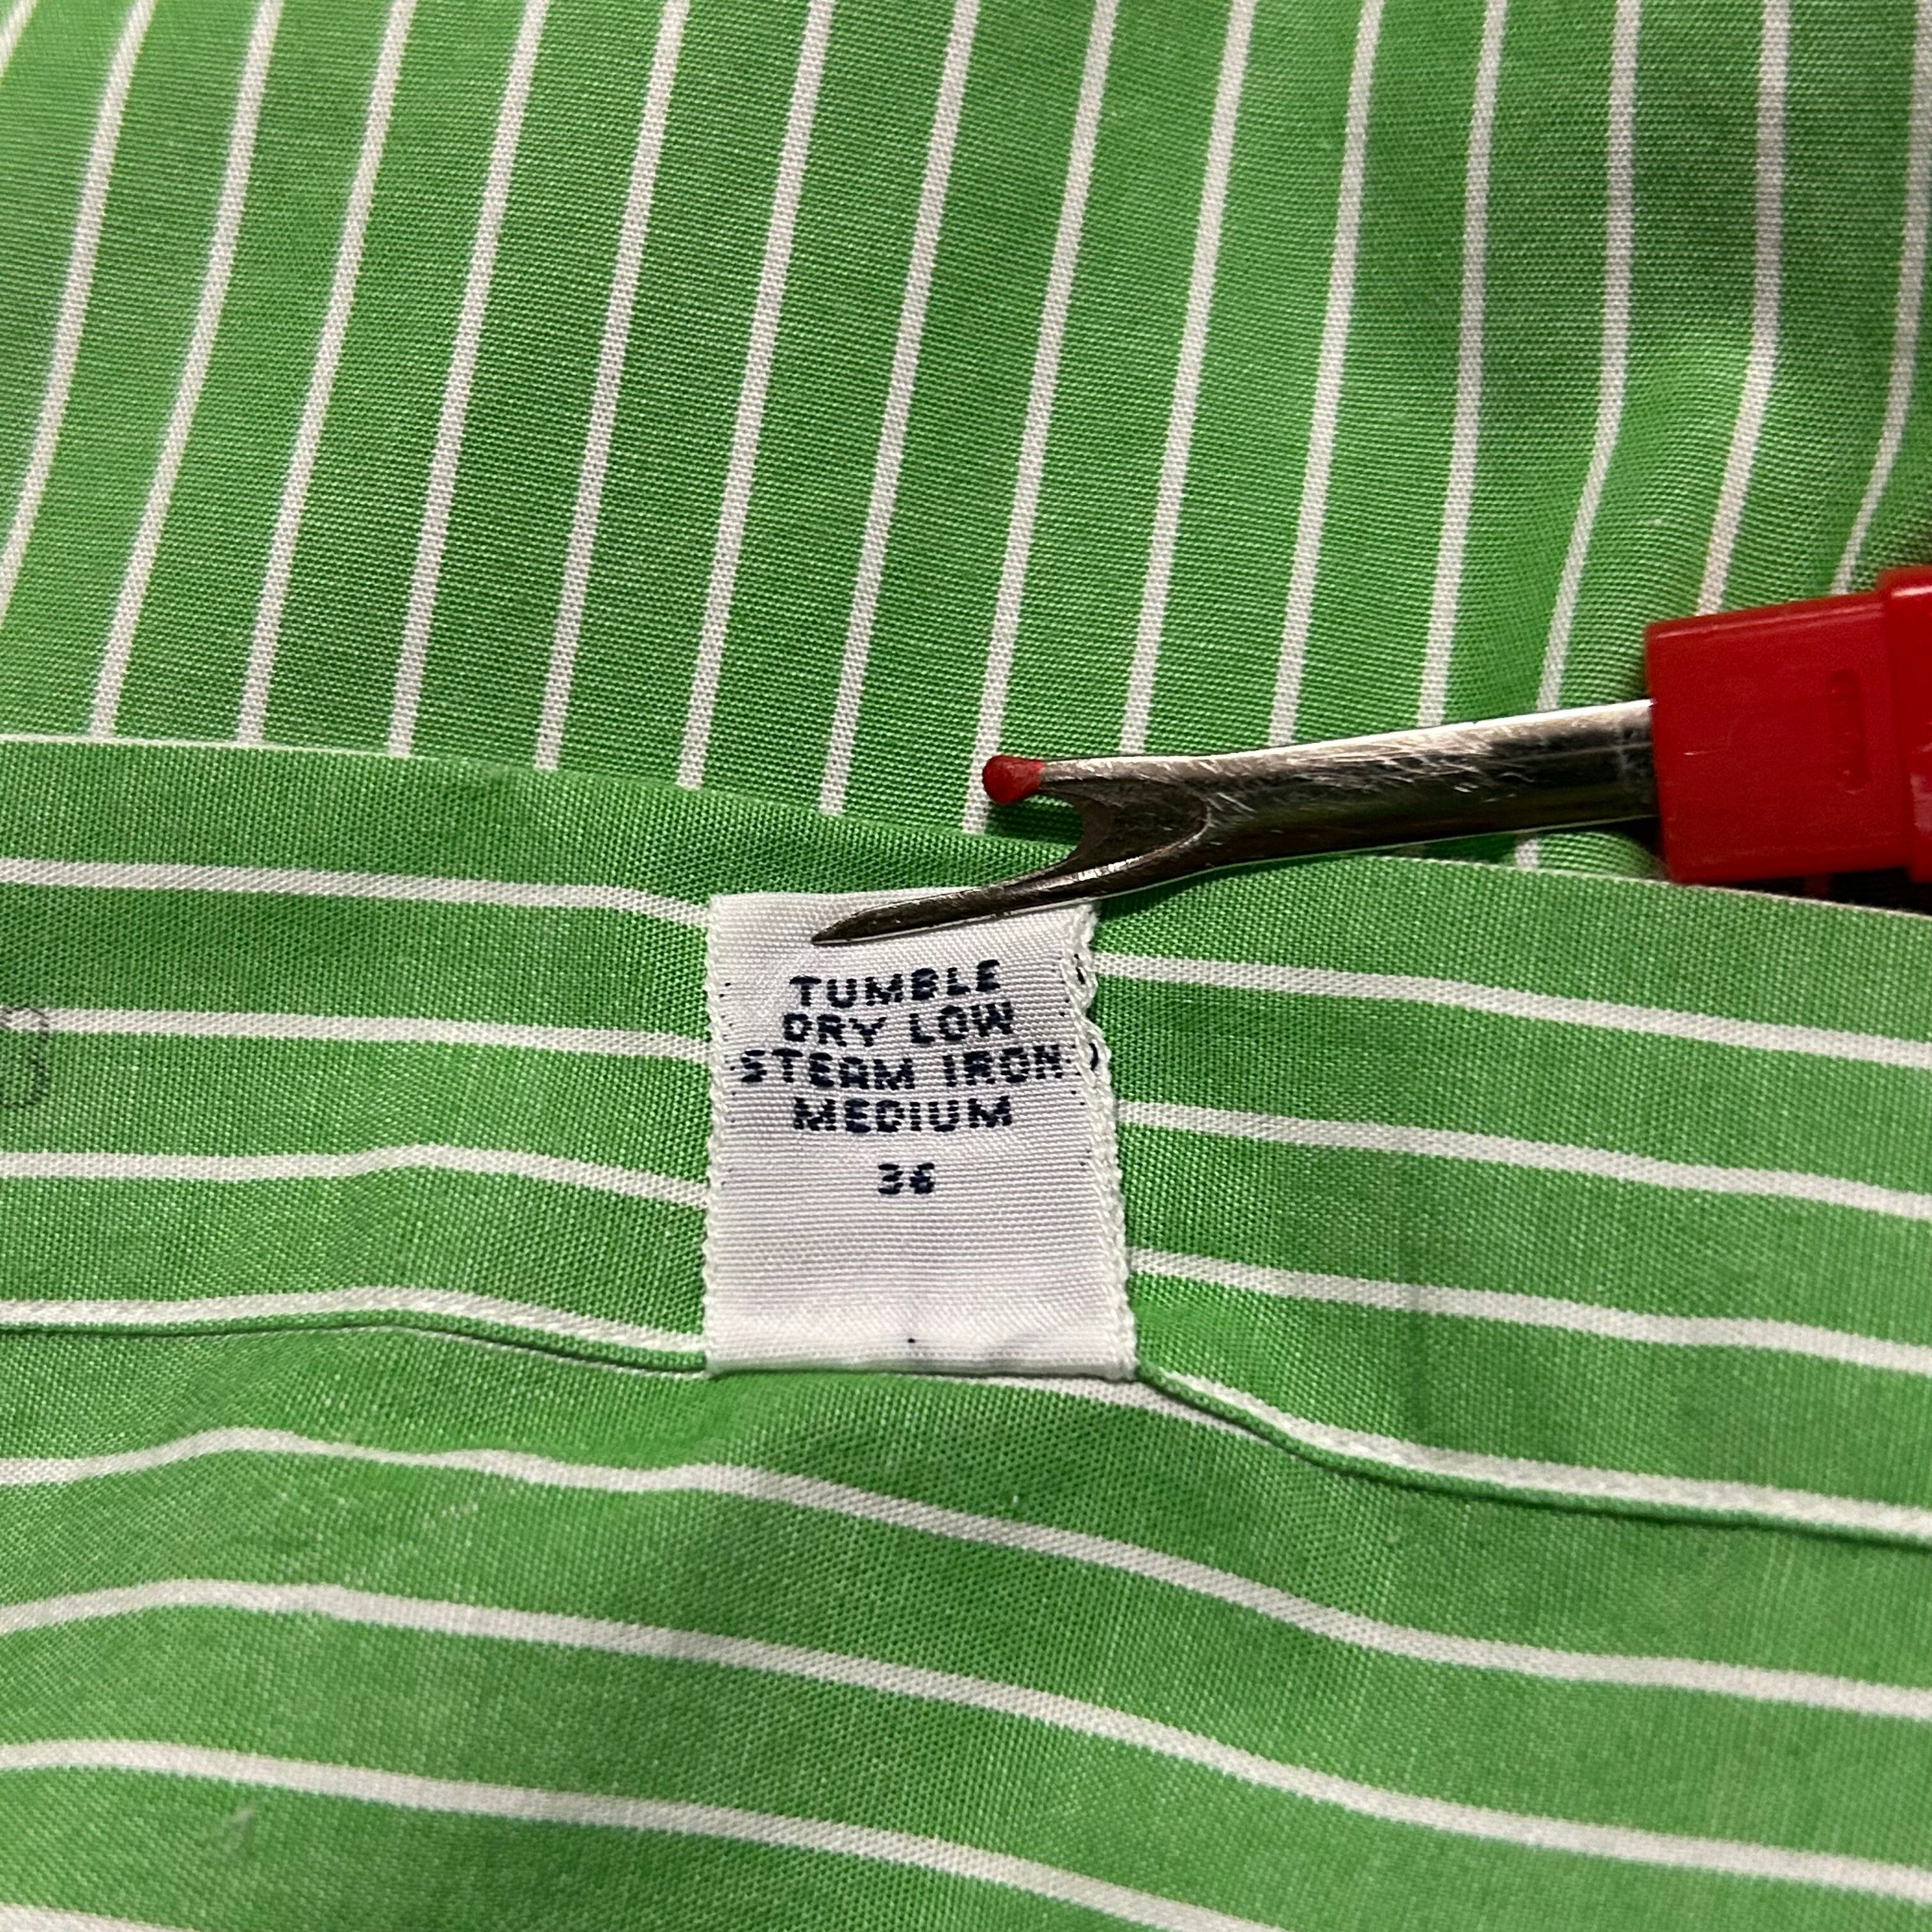 TUMBLE
DRY LOW
STEAM IRON
MEDIUM
36